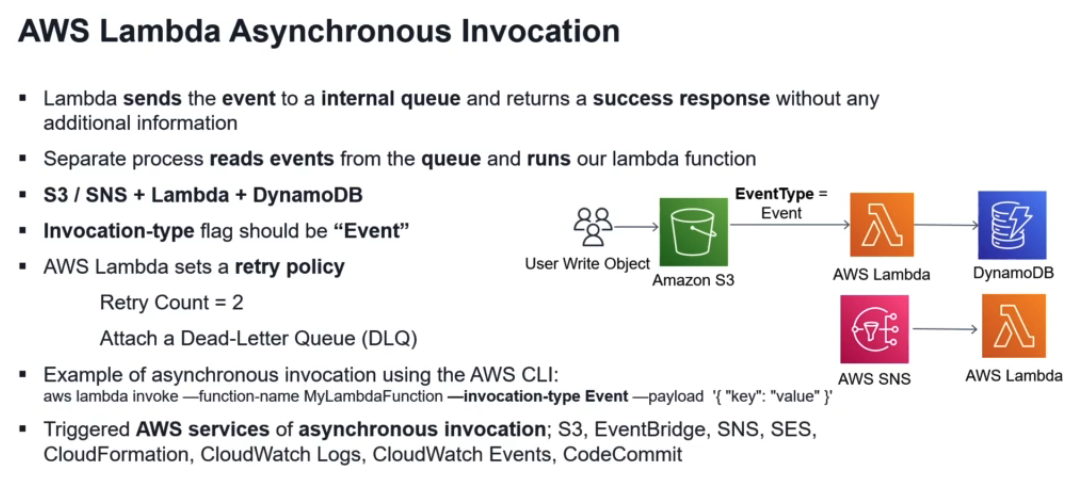 AWS Lambda Asynchronous Invocation
▪ Lambda sends the event to a internal queue and returns a success response without any
additional information
▪ Separate process reads events from the queue and runs our lambda function
▪ S3 / SNS + Lambda + DynamoDB
▪ Invocation-type flag should be “Event”
▪ AWS Lambda sets a retry policy
Retry Count = 2
Attach a Dead-Letter Queue (DLQ)
▪ Example of asynchronous invocation using the AWS CLI:
aws lambda invoke —function-name MyLambdaFunction —invocation-type Event —payload '{ "key": "value" }'
▪ Triggered AWS services of asynchronous invocation; S3, EventBridge, SNS, SES,
CloudFormation, CloudWatch Logs, CloudWatch Events, CodeCommit
User Write Object
Amazon S3
EventType =
Event
AWS Lambda
DynamoDB
AWS SNS
AWS Lambda